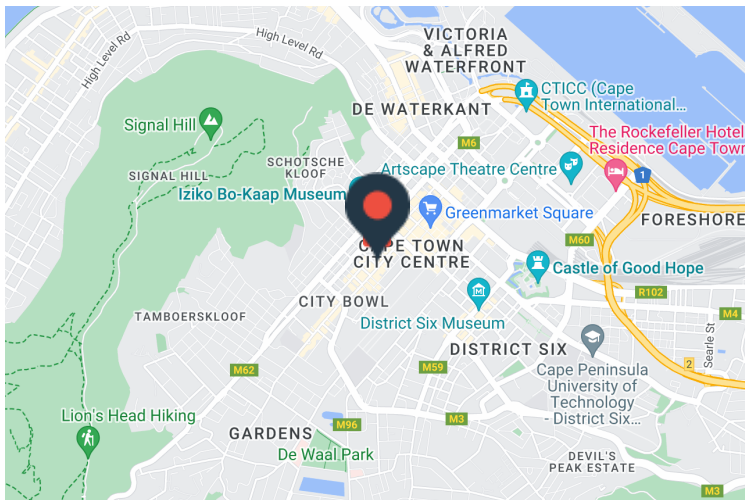 VICTORIA
& ALFRED
WATERFRONT
High Level Rd
High Level Rd
CTICC (Cape
Town International...
DE WATERKANT
Signal Hill
The Rockefeller Hotel
Residence Cape Town
M6
SCHOTSCHE
KLOOF
Artscape Theatre Centre
SIGNAL HILL
1
Iziko Bo-Kaap Museum
Greenmarket Square
FORESHORE
M60
CAPE TOWN
CITY CENTRE
Castle of Good Hope
R102
CITY BOWL
TAMBOERSKLOOF
M4
District Six Museum
Searle St
DISTRICT SIX
M62
M59
2
Cape Peninsula
University of
Technology
- District Six...
Lion's Head Hiking
M96
M3
GARDENS
De Waal Park
DEVIL'S
PEAK ESTATE
M3